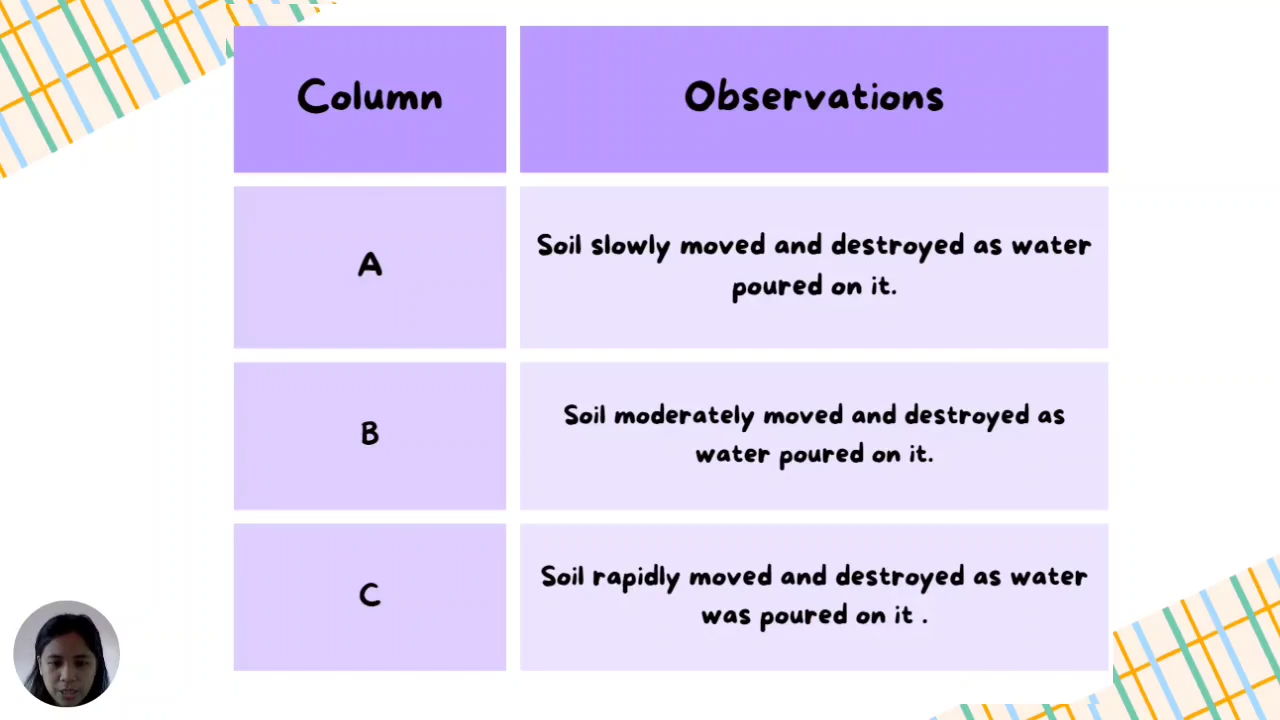 Column
Observations
A
Soil slowly moved and destroyed as water
poured on it.
B
Soil moderately moved and destroyed as
water poured on it.
C
Soil rapidly moved and destroyed as water
was poured on it .